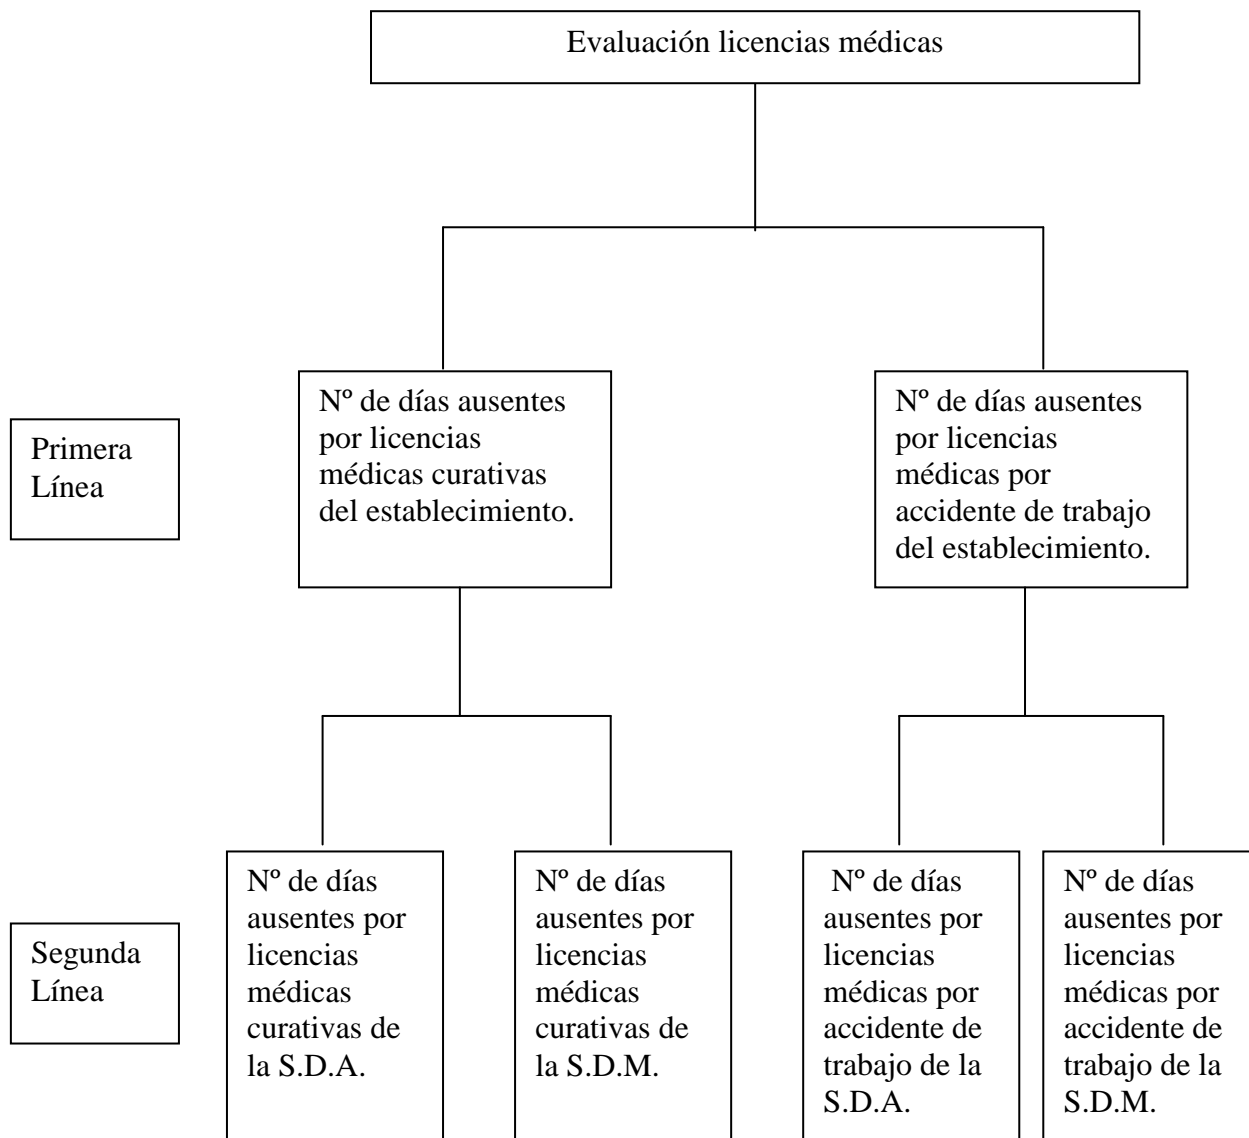 Evaluación licencias médicas
Primera
Línea
Nº de días ausentes
por licencias
médicas curativas
del establecimiento.
Nº de días ausentes
por licencias
médicas por
accidente de trabajo
del establecimiento.
Segunda
Línea
Nº de días
ausentes por
licencias
médicas
curativas de
la S.D.A.
Nº de días
ausentes por
licencias
médicas
curativas de
la S.D.M.
Nº de días
ausentes por
licencias
médicas por
accidente de
trabajo de la
S.D.A.
Nº de días
ausentes por
licencias
médicas por
accidente de
trabajo de la
S.D.M.